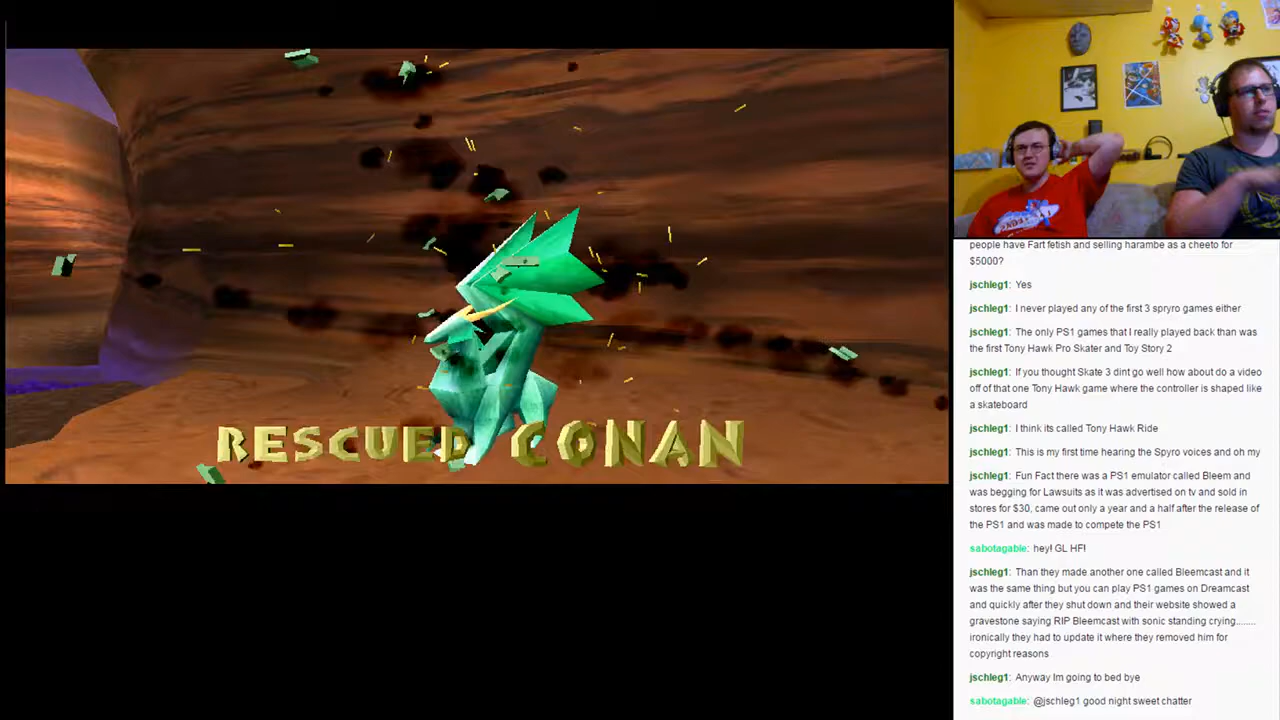 RESCUED CONAN
people have Fart fetish and selling harambe as a cheeto for
$5000?
jschleg1: Yes
jschleg1: I never played any of the first 3 spryro games either
jschleg1: The only PS1 games that I really played back than was
the first Tony Hawk Pro Skater and Toy Story 2
jschleg1: If you thought Skate 3 dint go well how about do a video
off of that one Tony Hawk game where the controller is shaped like
a skateboard
jschleg1: I think its called Tony Hawk Ride
jschleg1: This is my first time hearing the Spyro voices and oh my
jschleg1: Fun Fact there was a PS1 emulator called Bleem and
was begging for Lawsuits as it was advertised on tv and sold in
stores for $30, came out only a year and a half after the release of
the PS1 and was made to compete the PS1
sabotagable: hey! GL HF!
jschleg1: Than they made another one called Bleemcast and it
was the same thing but you can play PS1 games on Dreamcast
and quickly after they shut down and their website showed a
gravestone saying RIP Bleemcast with sonic standing crying........
ironically they had to update it where they removed him for
copyright reasons
jschleg1: Anyway Im going to bed bye
sabotagable: @jschleg1 good night sweet chatter